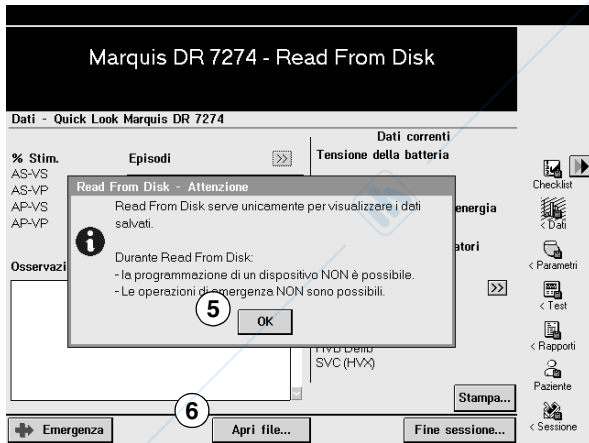 Marquis DR 7274 - Read From Disk
Dati - Quick Look Marquis DR 7274
Dati correnti
% Stim.
Episodi
>>
Tensione della batteria
AS-VS
AS-VP
AP-VS
AP-VP
energia
atori
Read From Disk - Attenzione
Read From Disk serve unicamente per visualizzare i dati
salvati.
Durante Read From Disk:
- la programmazione di un dispositivo NON è possibile.
- Le operazioni di emergenza NON sono possibili.
5
OK
Osservazi
>>
SVC (HVX)
Stampa...
6
Emergenza
Apri file...
Fine sessione...
Checklist
< Dati
< Parametri
< Test
< Rapporti
Paziente
< Sessione